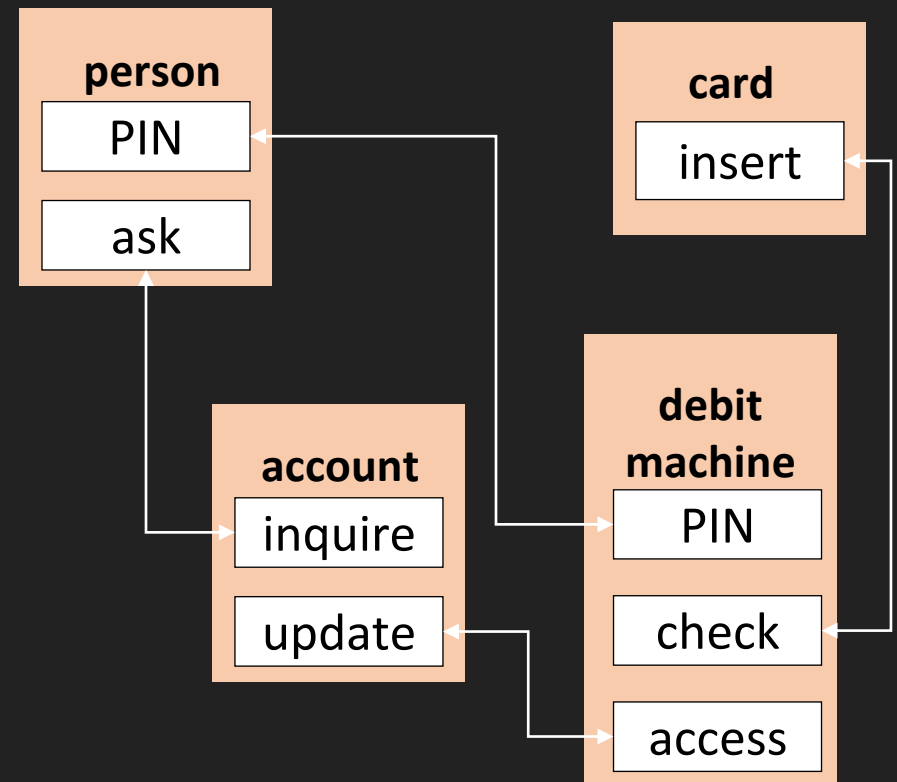 person
PIN
ask
card
insert
account
inquire
update
debit
machine
PIN
check
access